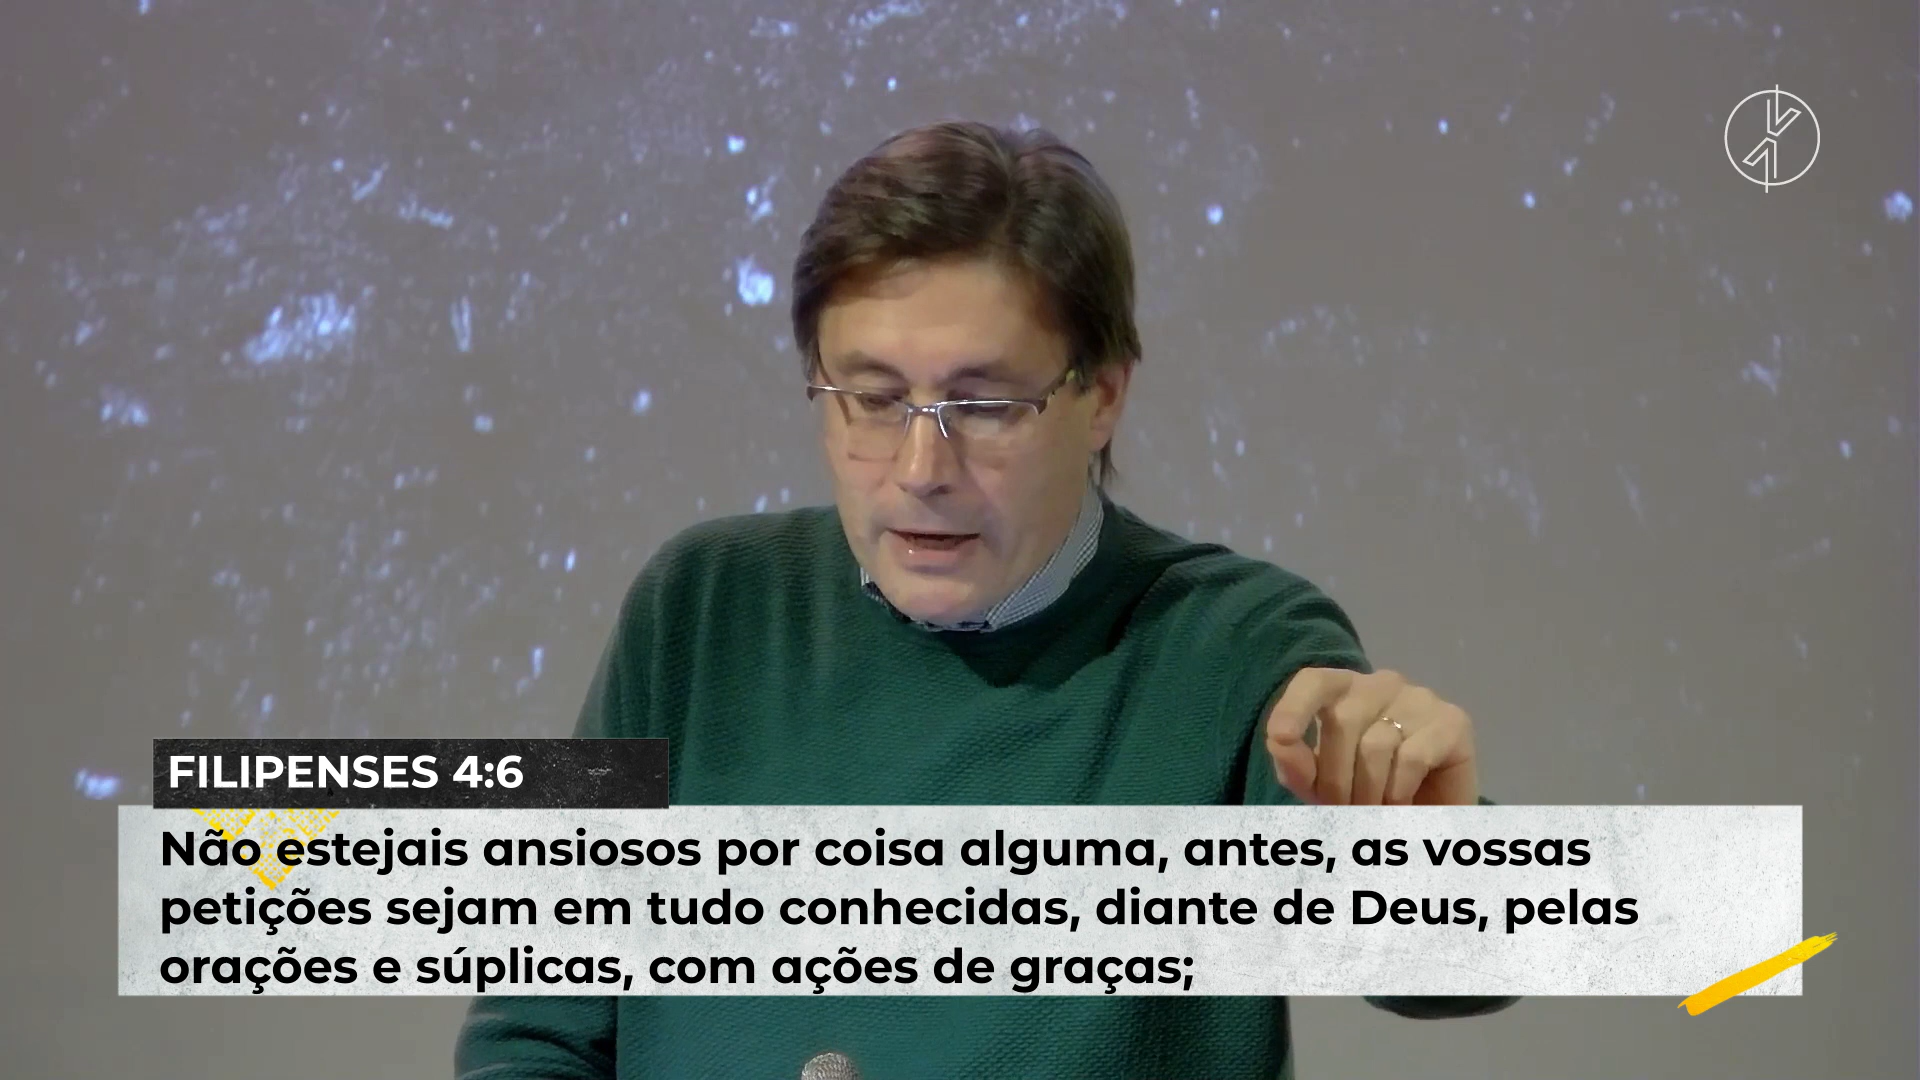 FILIPENSES 4:6
Não estejais ansiosos por coisa alguma, antes, as vossas
petições sejam em tudo conhecidas, diante de Deus, pelas
orações e súplicas, com ações de graças;